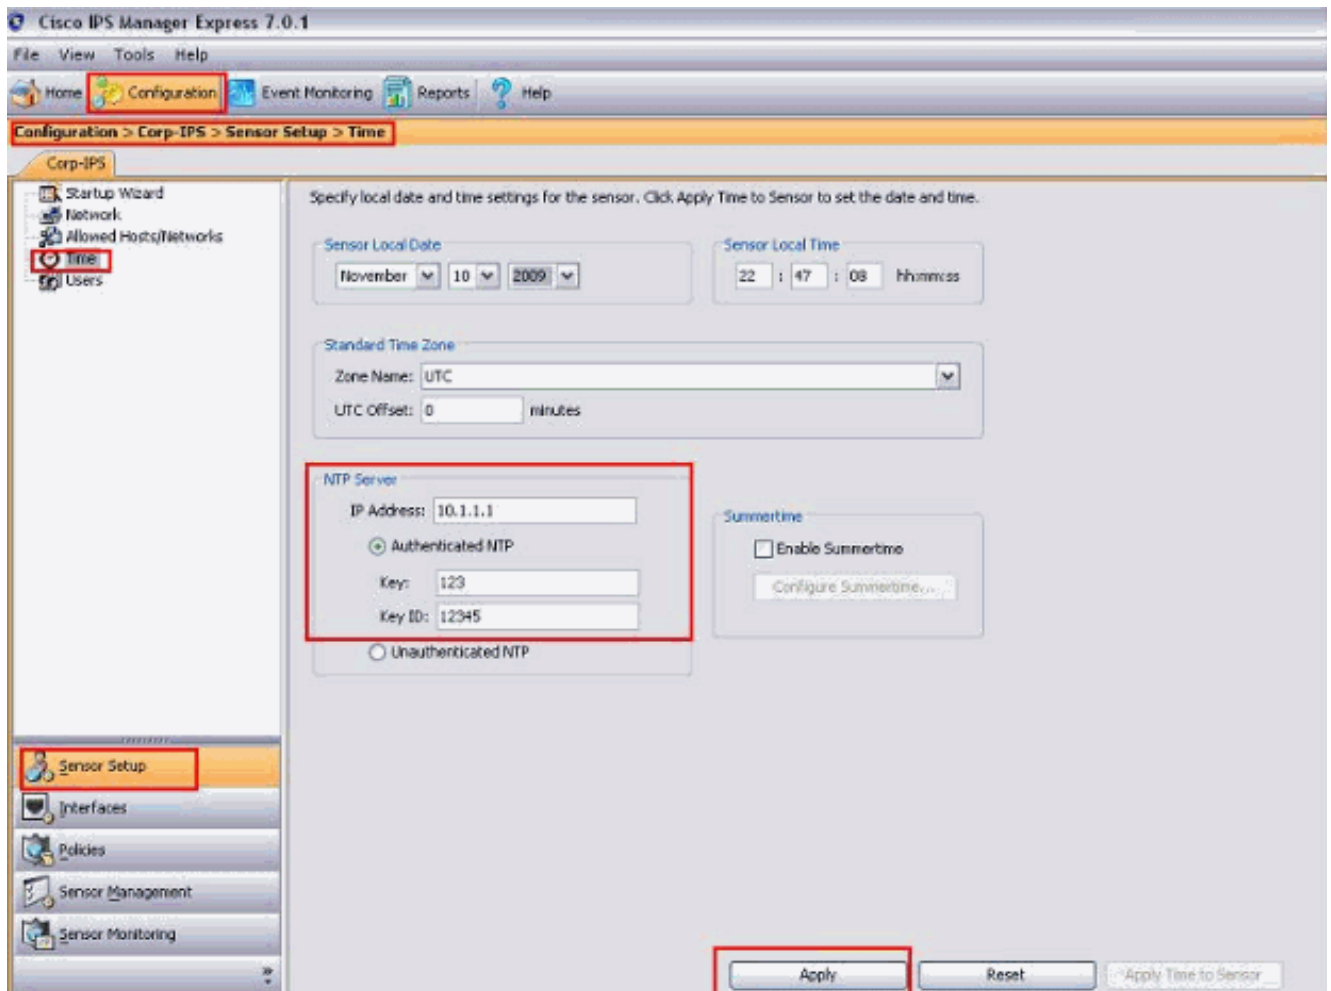 Cisco IPS Manager Express 7.0.1
File View Tools Help
Home Configuration Event Monitoring Reports Help
Configuration > Corp-IPS > Sensor Setup > Time
Corp-IPS
Startup Wizard
Network
Allowed Hosts/Networks
Time
Users
Specify local date and time settings for the sensor. Click Apply Time to Sensor to set the date and time.
Sensor Local Date
November 10 2009
Sensor Local Time
22 : 47 : 08 hh:mm:ss
Standard Time Zone
Zone Name: UTC
UTC Offset: 0 minutes
NTP Server
IP Address: 10.1.1.1
Authenticated NTP
Key: 123
Key ID: 12345
Unauthenticated NTP
Summertime
Enable Summertime
Configure Summertime...
Sensor Setup
Interfaces
Policies
Sensor Management
Sensor Monitoring
Apply Reset Apply Time to Sensor